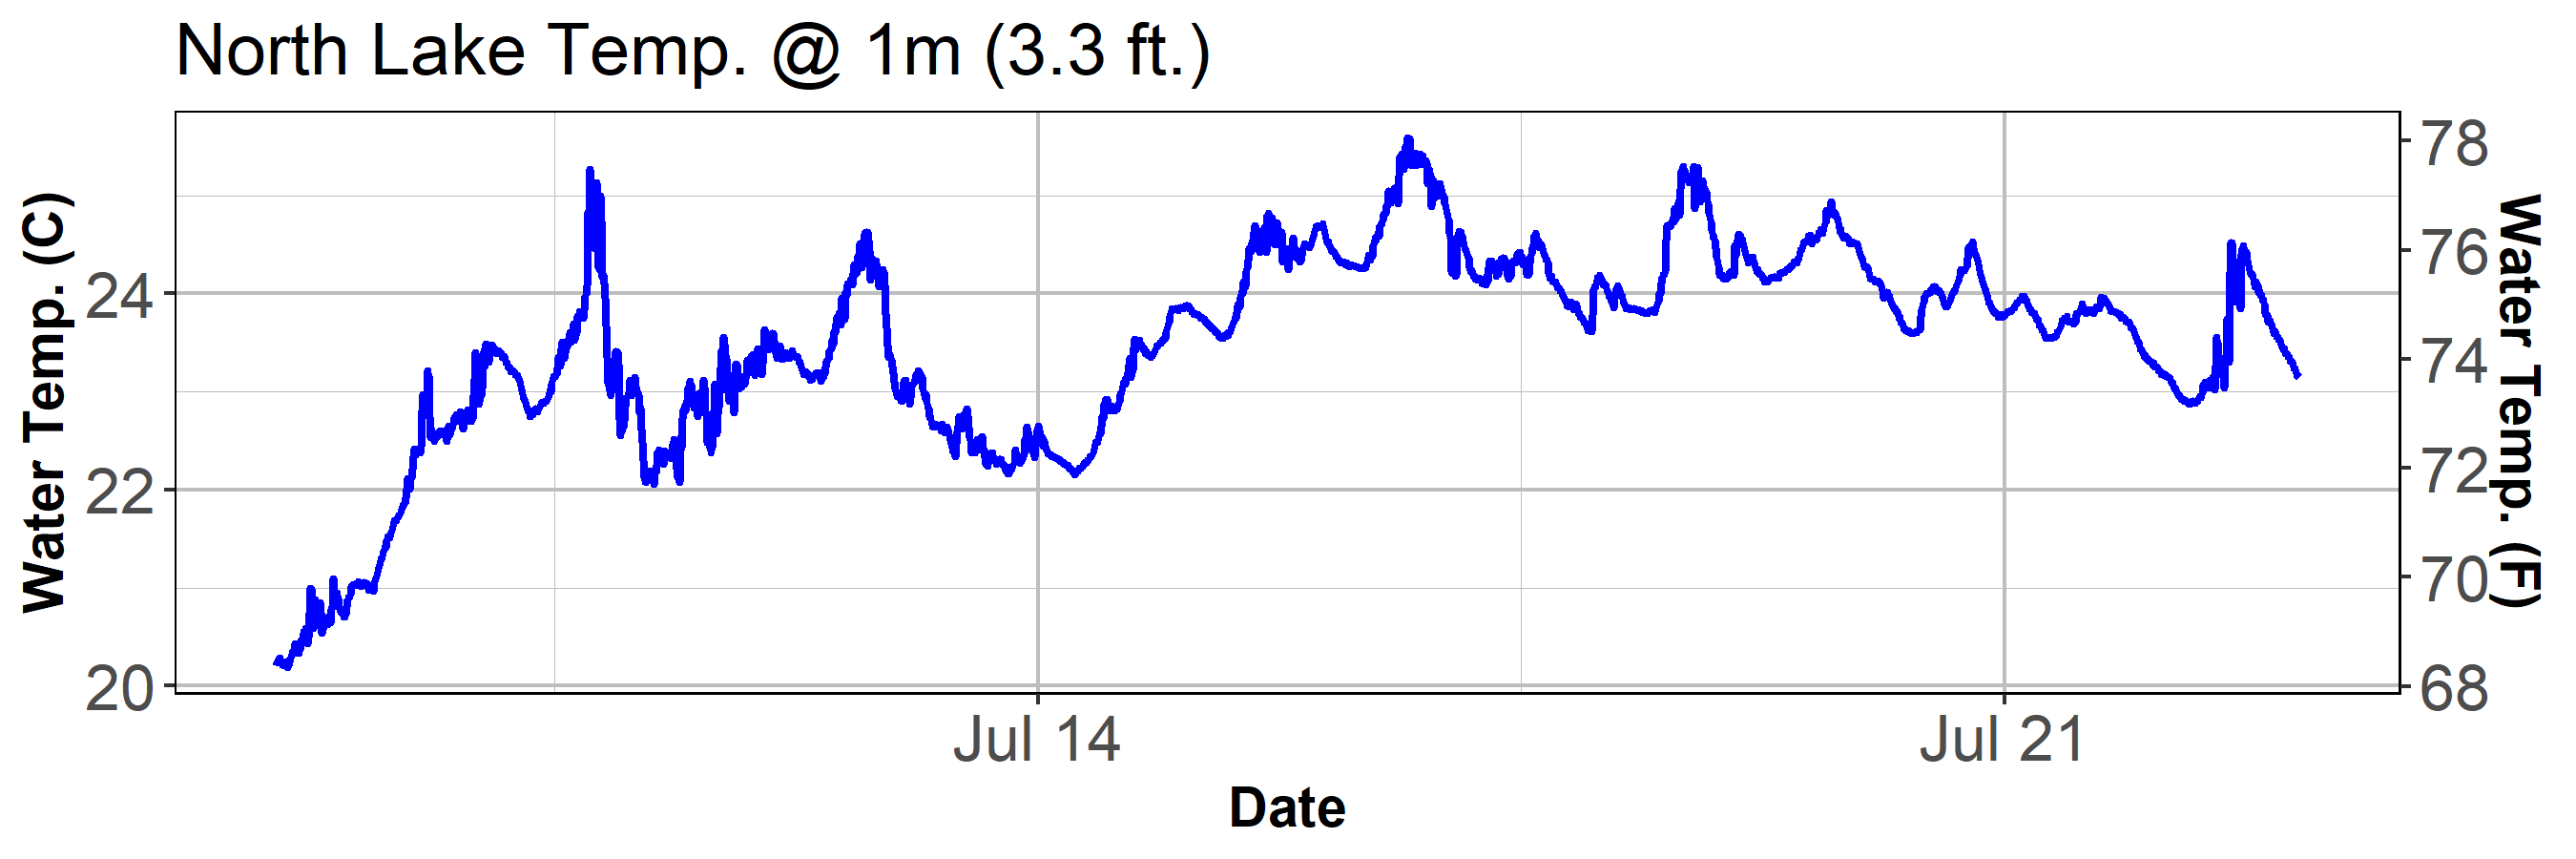 North Lake Temp. @ 1m (3.3 ft.)
Water Temp. (C)
24
22
20
78
76
74
72
70
68
Water Temp. (F)
Jul 14
Jul 21
Date